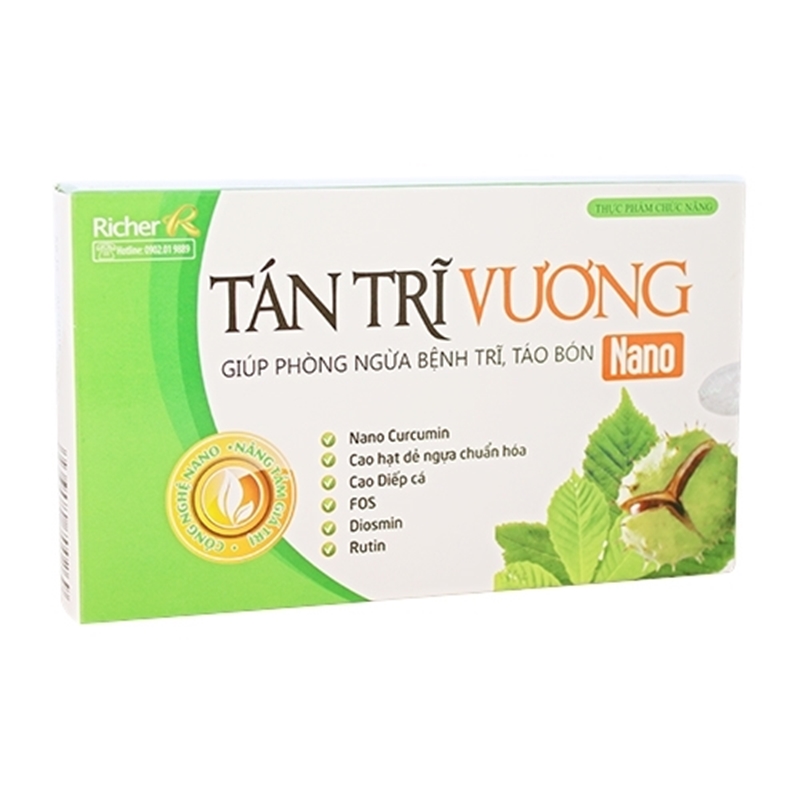 Richer R
Hotline: 0902.01 9889
THỰC PHẨM CHỨC NĂNG
TÁN TRĨ VƯƠNG
GIÚP PHÒNG NGỪA BỆNH TRĨ, TÁO BÓN
Nano
Nano Curcumin
Cao hạt dẻ ngựa chuẩn hóa
Cao Diếp cá
FOS
Diosmin
Rutin
CÔNG NGHỆ NANO • NÂNG TẦM GIÁ TRỊ •